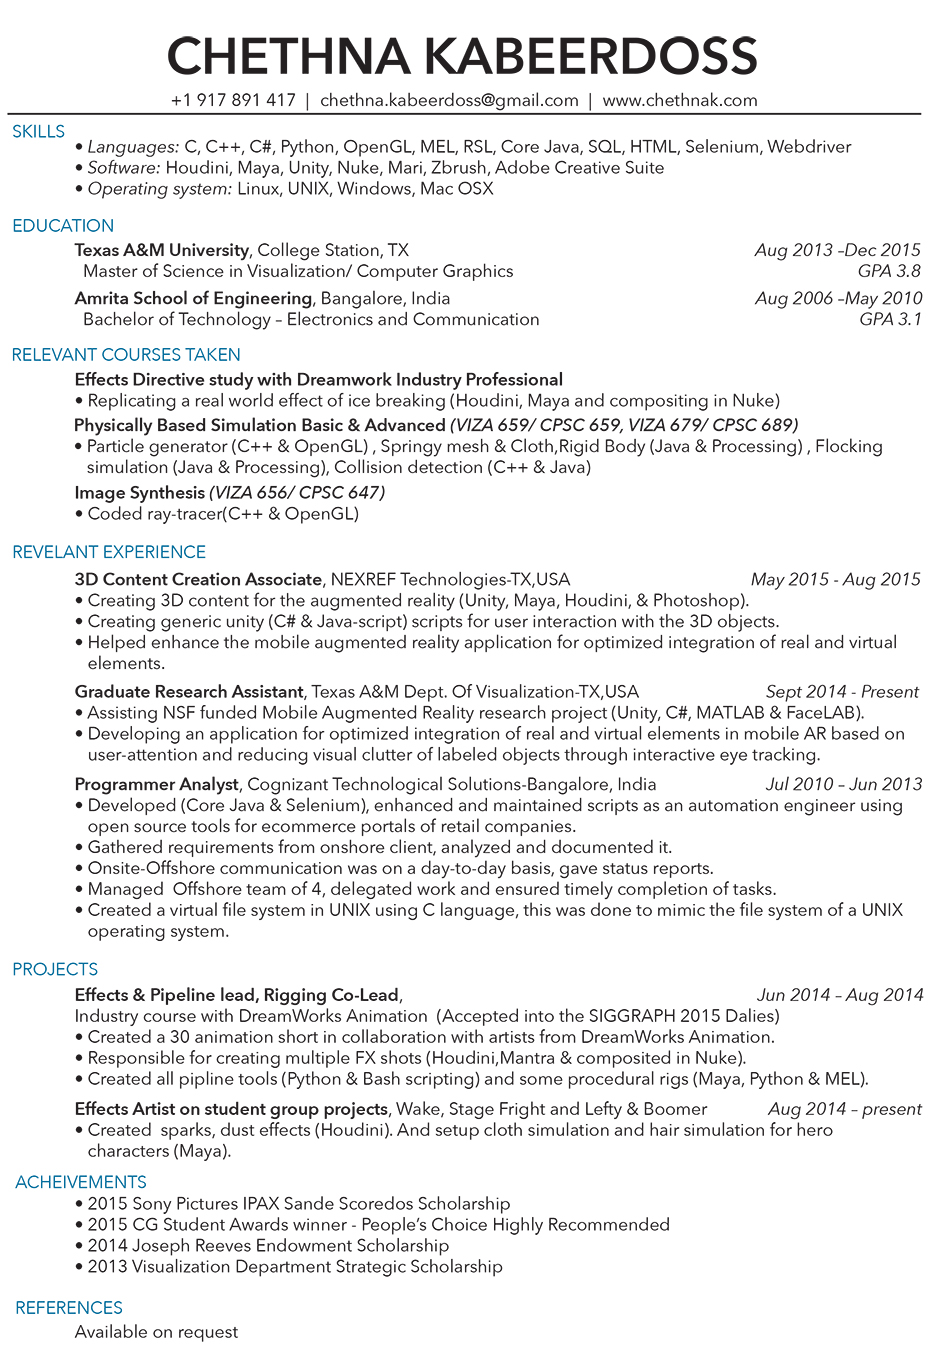 CHETHNA KABEERDOSS
+1 917 891 417 | chethna.kabeerdoss@gmail.com | www.chethnak.com
SKILLS
• Languages: C, C++, C#, Python, OpenGL, MEL, RSL, Core Java, SQL, HTML, Selenium, Webdriver
• Software: Houdini, Maya, Unity, Nuke, Mari, Zbrush, Adobe Creative Suite
• Operating system: Linux, UNIX, Windows, Mac OSX
EDUCATION
Texas A&M University, College Station, TX Aug 2013 –Dec 2015
Master of Science in Visualization/ Computer Graphics GPA 3.8
Amrita School of Engineering, Bangalore, India Aug 2006 –May 2010
Bachelor of Technology – Electronics and Communication GPA 3.1
RELEVANT COURSES TAKEN
Effects Directive study with Dreamwork Industry Professional
• Replicating a real world effect of ice breaking (Houdini, Maya and compositing in Nuke)
Physically Based Simulation Basic & Advanced (VIZA 659/ CPSC 659, VIZA 679/ CPSC 689)
• Particle generator (C++ & OpenGL) , Springy mesh & Cloth,Rigid Body (Java & Processing) , Flocking
simulation (Java & Processing), Collision detection (C++ & Java)
Image Synthesis (VIZA 656/ CPSC 647)
• Coded ray-tracer(C++ & OpenGL)
REVELANT EXPERIENCE
3D Content Creation Associate, NEXREF Technologies-TX,USA May 2015 - Aug 2015
• Creating 3D content for the augmented reality (Unity, Maya, Houdini, & Photoshop).
• Creating generic unity (C# & Java-script) scripts for user interaction with the 3D objects.
• Helped enhance the mobile augmented reality application for optimized integration of real and virtual
elements.
Graduate Research Assistant, Texas A&M Dept. Of Visualization-TX,USA Sept 2014 - Present
• Assisting NSF funded Mobile Augmented Reality research project (Unity, C#, MATLAB & FaceLAB).
• Developing an application for optimized integration of real and virtual elements in mobile AR based on
user-attention and reducing visual clutter of labeled objects through interactive eye tracking.
Programmer Analyst, Cognizant Technological Solutions-Bangalore, India Jul 2010 – Jun 2013
• Developed (Core Java & Selenium), enhanced and maintained scripts as an automation engineer using
open source tools for ecommerce portals of retail companies.
• Gathered requirements from onshore client, analyzed and documented it.
• Onsite-Offshore communication was on a day-to-day basis, gave status reports.
• Managed  Offshore team of 4, delegated work and ensured timely completion of tasks.
• Created a virtual file system in UNIX using C language, this was done to mimic the file system of a UNIX
operating system.
PROJECTS
Effects & Pipeline lead, Rigging Co-Lead, Jun 2014 – Aug 2014
Industry course with DreamWorks Animation  (Accepted into the SIGGRAPH 2015 Dalies)
• Created a 30 animation short in collaboration with artists from DreamWorks Animation.
• Responsible for creating multiple FX shots (Houdini,Mantra & composited in Nuke).
• Created all pipline tools (Python & Bash scripting) and some procedural rigs (Maya, Python & MEL).
Effects Artist on student group projects, Wake, Stage Fright and Lefty & Boomer Aug 2014 – present
• Created  sparks, dust effects (Houdini). And setup cloth simulation and hair simulation for hero
characters (Maya).
ACHEIVEMENTS
• 2015 Sony Pictures IPAX Sande Scoredos Scholarship
• 2015 CG Student Awards winner - People's Choice Highly Recommended
• 2014 Joseph Reeves Endowment Scholarship
• 2013 Visualization Department Strategic Scholarship
REFERENCES
Available on request